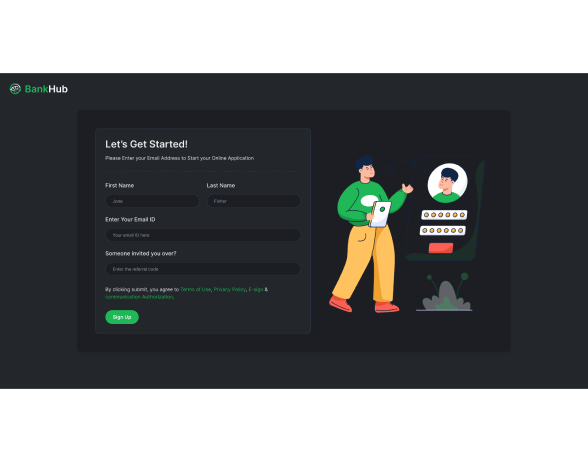 BankHub
Let's Get Started!
Please Enter your Email Address to Start your Online Application
First Name
Last Name
Jane
Fisher
Enter Your Email ID
Your email ID here
Someone invited you over?
Enter the referral code
By clicking submit, you agree to Terms of Use, Privacy Policy, E-sign &
communication Authorization.
Sign Up